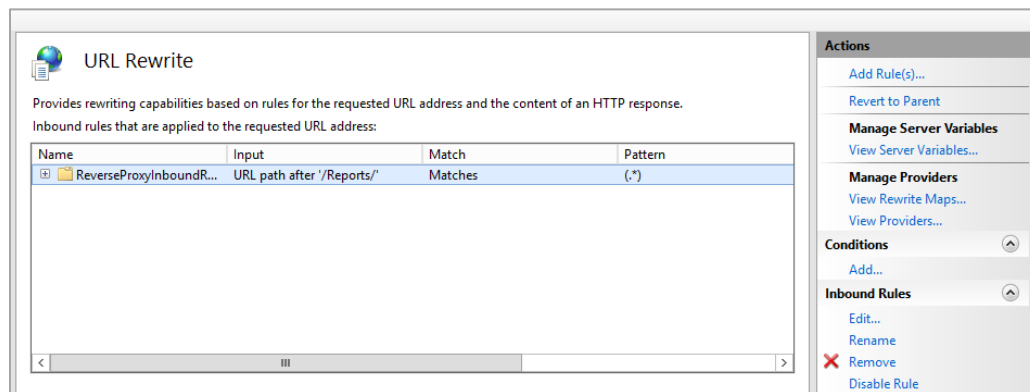 URL Rewrite
Provides rewriting capabilities based on rules for the requested URL address and the content of an HTTP response.
Inbound rules that are applied to the requested URL address:
Name Input Match Pattern
ReverseProxyInboundR... URL path after '/Reports/' Matches (.*)
Actions
Add Rule(s)...
Revert to Parent
Manage Server Variables
View Server Variables...
Manage Providers
View Rewrite Maps...
View Providers...
Conditions
Add...
Inbound Rules
Edit...
Rename
Remove
Disable Rule